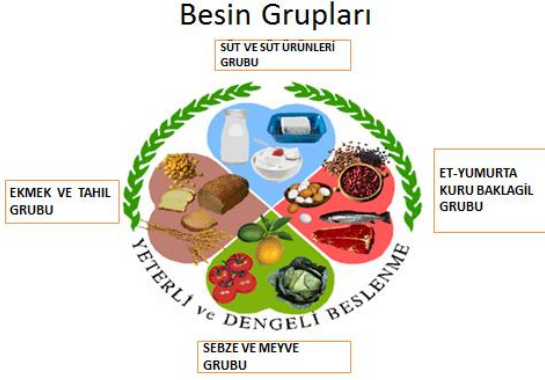 Besin Grupları
SÜT VE SÜT ÜRÜNLERİ
GRUBU
EKMEK VE TAHIL
GRUBU
ET-YUMURTA
KURU BAKLAGİL
GRUBU
YETERLİ ve DENGELİ BESLENME
SEBZE VE MEYVE
GRUBU